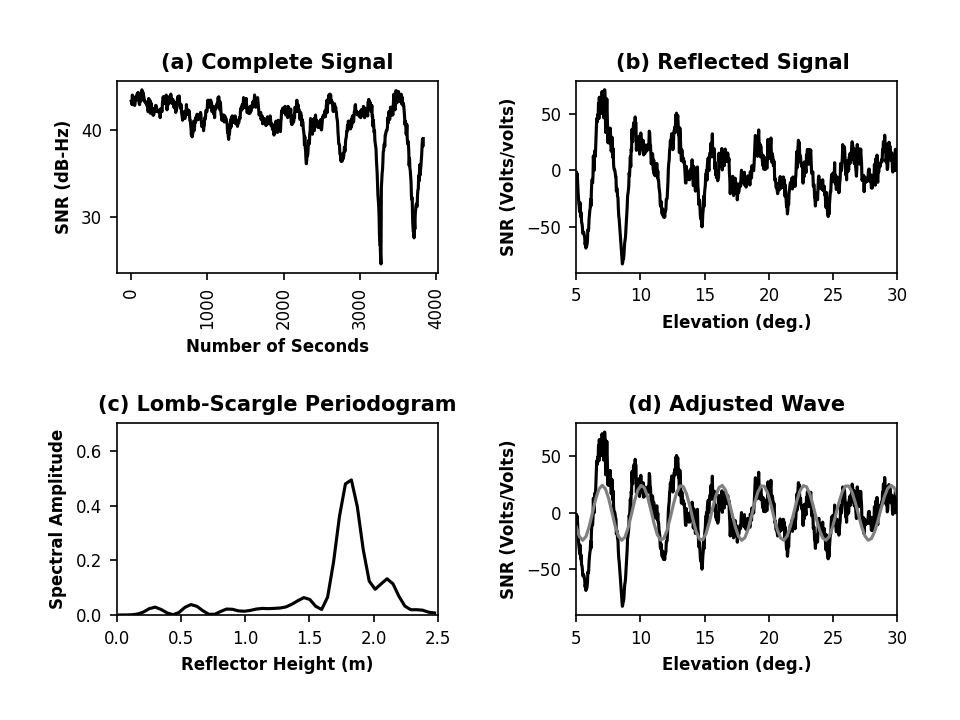 (a) Complete Signal
SNR (dB-Hz)
40
30
0
1000
2000
3000
4000
Number of Seconds
(b) Reflected Signal
SNR (Volts/volts)
50
0
−50
5
10
15
20
25
30
Elevation (deg.)
(c) Lomb-Scargle Periodogram
Spectral Amplitude
0.6
0.4
0.2
0.0
0.0
0.5
1.0
1.5
2.0
2.5
Reflector Height (m)
(d) Adjusted Wave
SNR (Volts/Volts)
50
0
−50
5
10
15
20
25
30
Elevation (deg.)